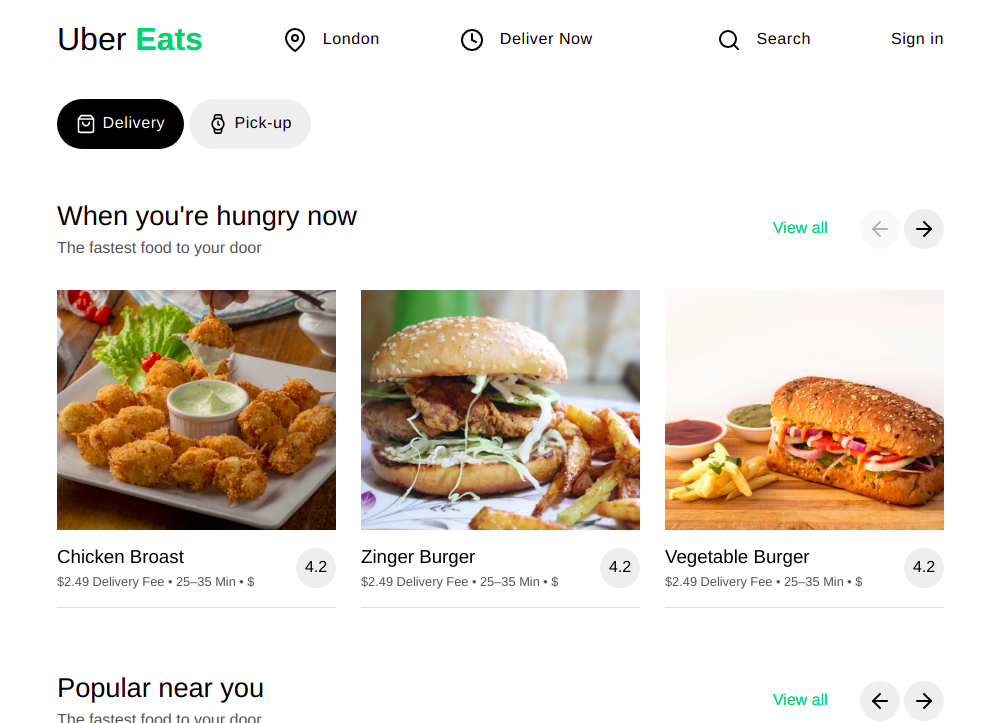 Uber Eats London Deliver Now Search Sign in
Delivery Pick-up
When you're hungry now
View all
The fastest food to your door
Chicken Broast
$2.49 Delivery Fee • 25–35 Min • $
4.2
Zinger Burger
$2.49 Delivery Fee • 25–35 Min • $
4.2
Vegetable Burger
$2.49 Delivery Fee • 25–35 Min • $
4.2
Popular near you
View all
The fastest food to your door